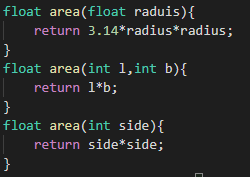 float area(float raduis){
    return 3.14*radius*radius;
}
float area(int l,int b){
    return l*b;
}
float area(int side){
    return side*side;
}